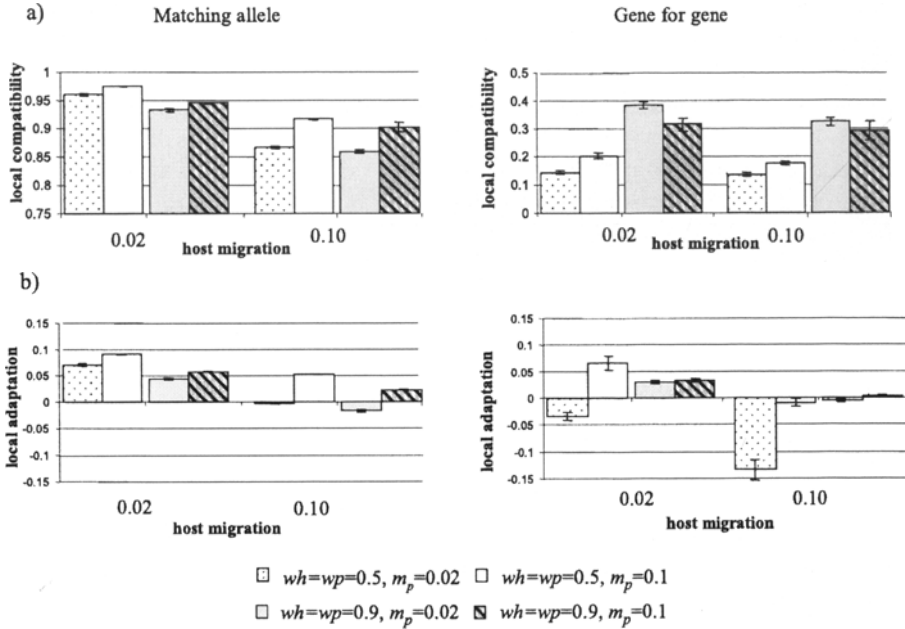 a)
Matching allele
Gene for gene
local compatibility
1
0.95
0.9
0.85
0.8
0.75
0.02
0.10
host migration
local compatibility
0.5
0.4
0.3
0.2
0.1
0
0.02
0.10
host migration
b)
local adaptation
0.15
0.1
0.05
0
-0.05
-0.1
-0.15
0.02
0.10
host migration
local adaptation
0.15
0.1
0.05
0
-0.05
-0.1
-0.15
0.02
0.10
host migration
wh=wp=0.5, mp=0.02
wh=wp=0.5, mp=0.1
wh=wp=0.9, mp=0.02
wh=wp=0.9, mp=0.1